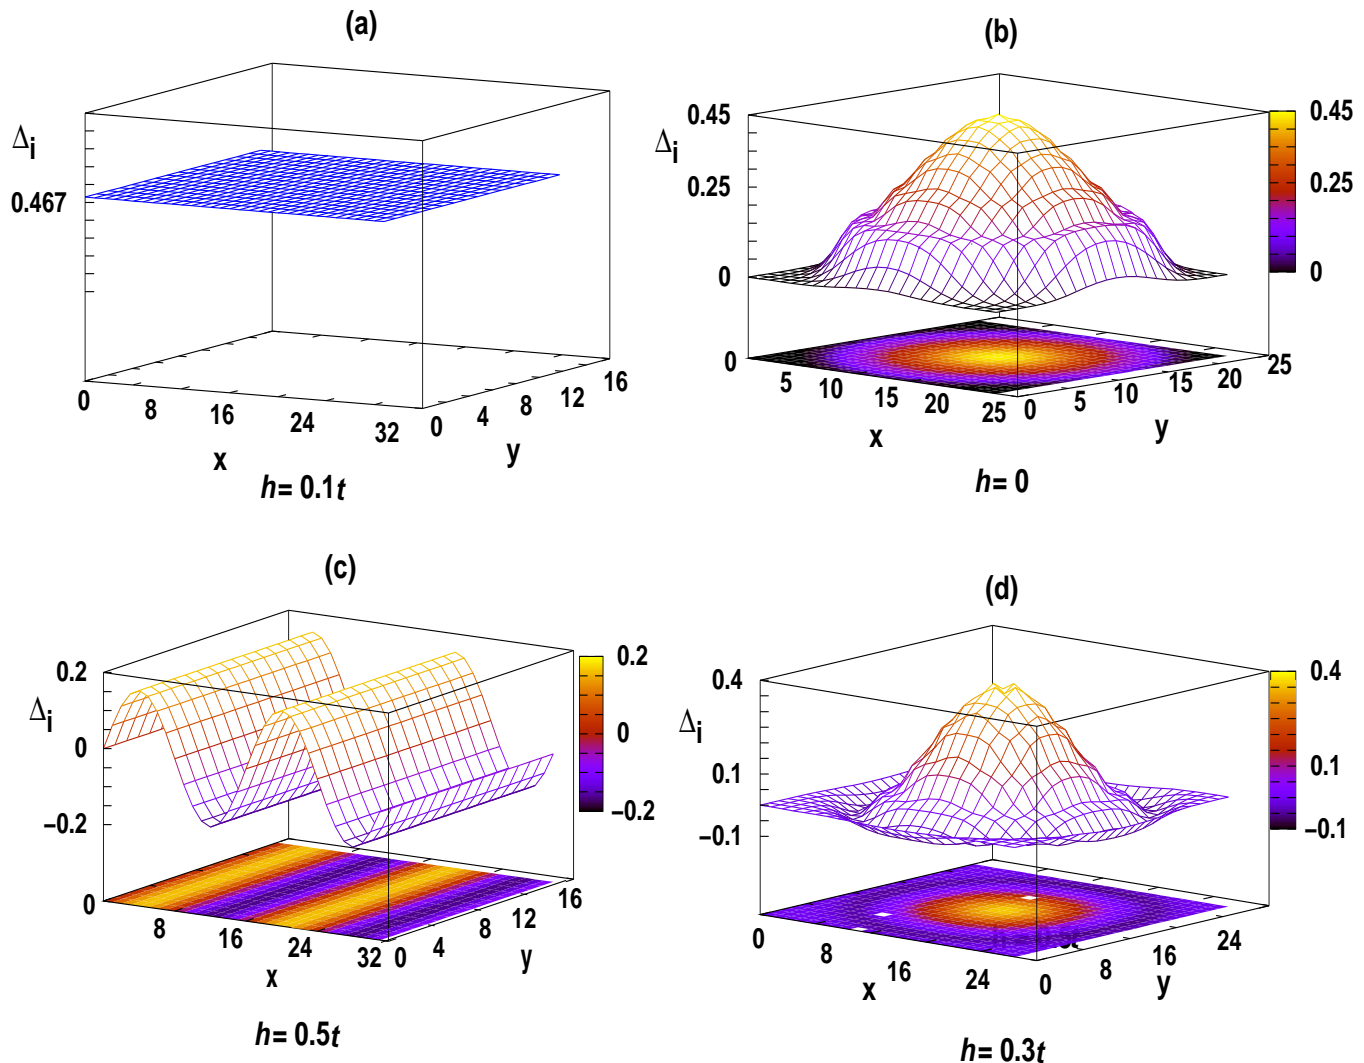 (a)
Δi
0.467
0 8 16 24 32
0 4 8 12 16
x
y
h= 0.1t
(b)
0.45
Δi
0.25
0
0
5 10 15 20 25
0 5 10 15 20 25
x
y
0.45
0.25
0
h= 0
(c)
0.2
Δi
0
−0.2
0 8 16 24 32
0 4 8 12 16
x
y
0.2
0
−0.2
h= 0.5t
(d)
0.4
Δi
0.1
−0.1
0 8 16 24
0 8 16 24
x
y
0.4
0.1
−0.1
h= 0.3t